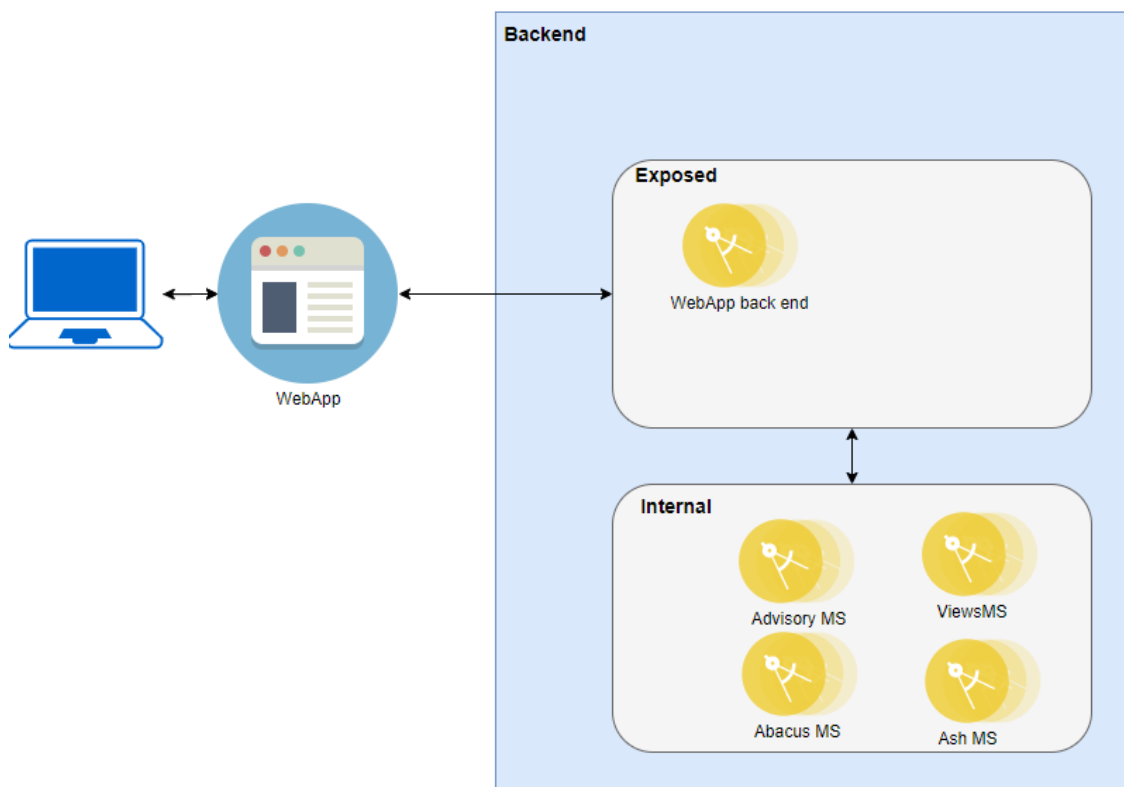 Backend
Exposed
WebApp back end
WebApp
Internal
Advisory MS
ViewsMS
Abacus MS
Ash MS